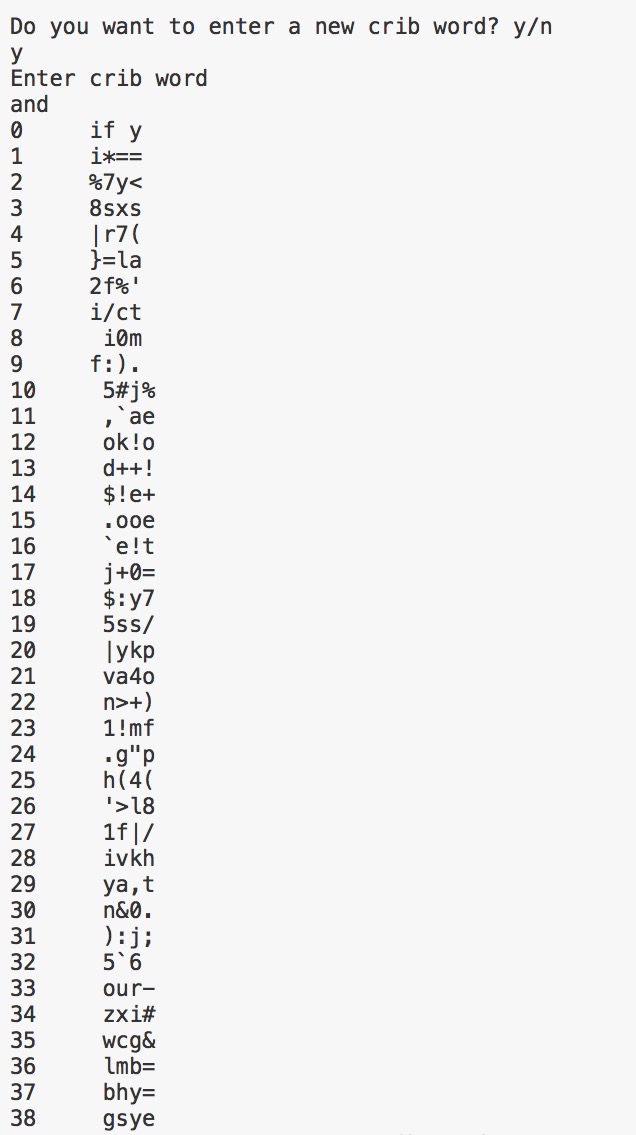 Do you want to enter a new crib word? y/n
y
Enter crib word
and
0     if y
1     i*==
2     %7y<
3     8sxs
4     |r7(
5     }=la
6     2f%'
7     i/ct
8      i0m
9     f:).
10     5#j%
11     ,`ae
12     ok!o
13     d++!
14     $!e+
15     .ooe
16     `e!t
17     j+0=
18     $:y7
19     5ss/
20     |ykp
21     va4o
22     n>+)
23     1!mf
24     .g"p
25     h(4(
26     '>l8
27     1f|/
28     ivkh
29     ya,t
30     n&0.
31     ):j;
32     5`6
33     our-
34     zxi#
35     wcg&
36     lmb=
37     bhy=
38     gsye